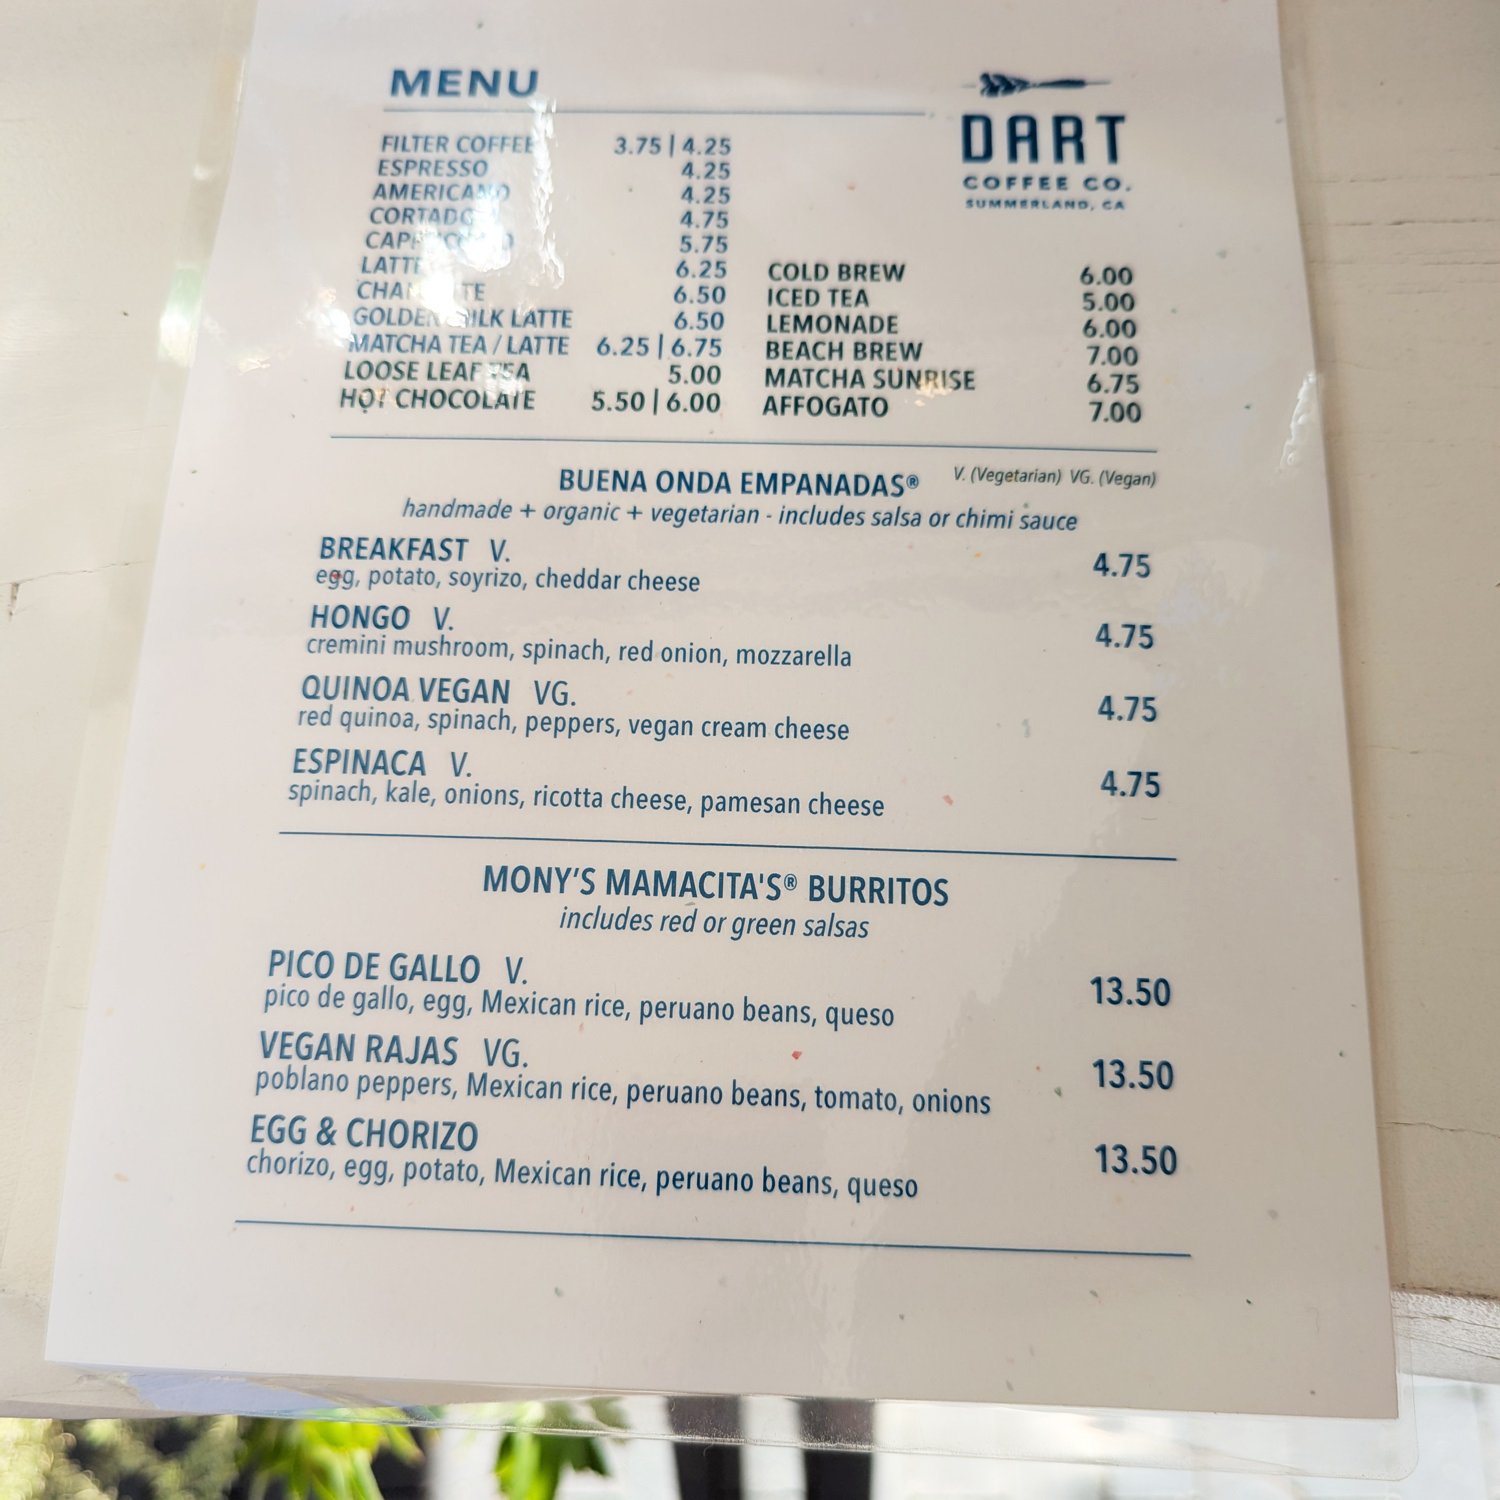 MENU
DART
COFFEE CO.
SUMMERLAND, CA
FILTER COFFEE 3.75 | 4.25
ESPRESSO 4.25
AMERICANO 4.25
CORTADO 4.75
CAPPUCCINO 5.75
LATTE 6.25
CHAI LATTE 6.50
GOLDEN MILK LATTE 6.50
MATCHA TEA / LATTE 6.25 | 6.75
LOOSE LEAF TEA 5.00
HOT CHOCOLATE 5.50 | 6.00
COLD BREW 6.00
ICED TEA 5.00
LEMONADE 6.00
BEACH BREW 7.00
MATCHA SUNRISE 6.75
AFFOGATO 7.00
BUENA ONDA EMPANADAS® V. (Vegetarian) VG. (Vegan)
handmade + organic + vegetarian - includes salsa or chimi sauce
BREAKFAST V. 4.75
egg, potato, soyrizo, cheddar cheese
HONGO V. 4.75
cremini mushroom, spinach, red onion, mozzarella
QUINOA VEGAN VG. 4.75
red quinoa, spinach, peppers, vegan cream cheese
ESPINACA V. 4.75
spinach, kale, onions, ricotta cheese, pamesan cheese
MONY'S MAMACITA'S® BURRITOS
includes red or green salsas
PICO DE GALLO V. 13.50
pico de gallo, egg, Mexican rice, peruano beans, queso
VEGAN RAJAS VG. 13.50
poblano peppers, Mexican rice, peruano beans, tomato, onions
EGG & CHORIZO 13.50
chorizo, egg, potato, Mexican rice, peruano beans, queso